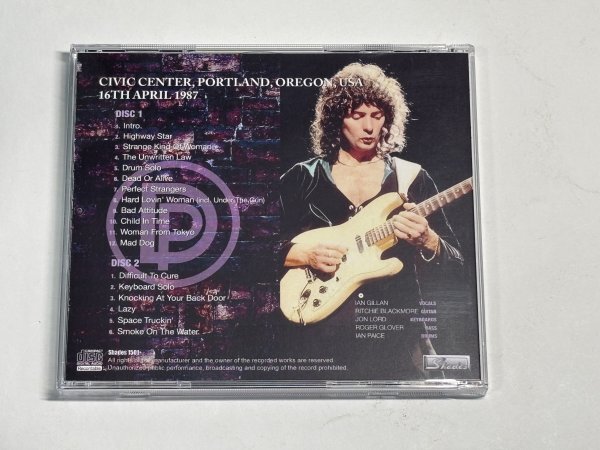 CIVIC CENTER, PORTLAND, OREGON, USA
16TH APRIL 1987
DISC 1
1. Intro.
2. Highway Star
3. Strange Kind Of Woman
4. The Unwritten Law
5. Drum Solo
6. Dead Or Alive
7. Perfect Strangers
8. Hard Lovin' Woman (incl. Under The Gun)
9. Bad Attitude
10. Child In Time
11. Woman From Tokyo
12. Mad Dog
DISC 2
1. Difficult To Cure
2. Keyboard Solo
3. Knocking At Your Back Door
4. Lazy
5. Space Truckin'
6. Smoke On The Water
IAN GILLAN VOCALS
RITCHIE BLACKMORE GUITAR
JON LORD KEYBOARDS
ROGER GLOVER BASS
IAN PAICE DRUMS
COMPACT
disc
Recordable
Shades 1501
All rights of the manufacturer and the owner of the recorded works are reserved.
Unauthorized public performance, broadcasting and copying of the record prohibited.
Shades